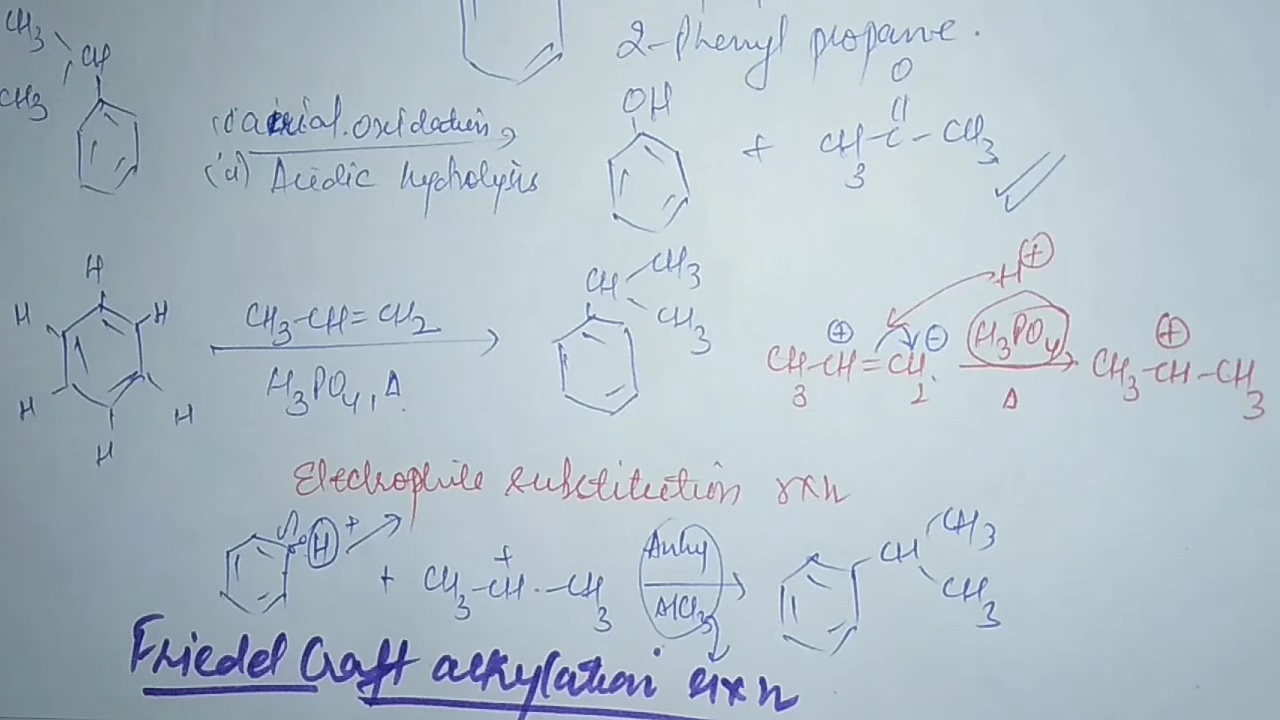 2-Phenyl propane.
CH3 CH
CH3
(i) aerial oxidation
(ii) Acidic hydrolysis
OH
+
O
CH3-C-CH3
H H H H H H
CH3-CH=CH2
H3PO4, Δ
CH CH3
CH3
H+
CH3-CH=CH2 H3PO4 CH3-CH-CH3
Δ
⊕ ⊖ ⊕
Electrophilic substitution rxn
H + + CH3-CH-CH3 Anhy CH CH3
+ AlCl3 CH3
Friedel Craft alkylation rxn